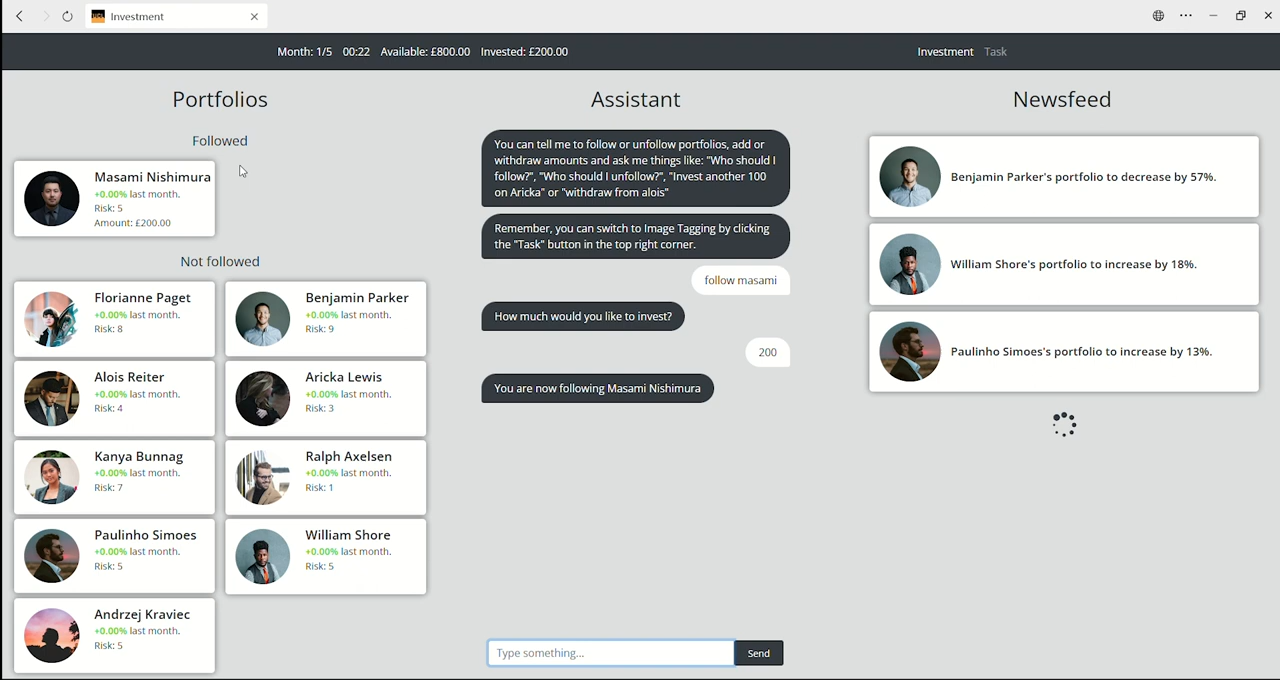 Investment
Month: 1/5 00:22 Available: £800.00 Invested: £200.00
Investment Task
Portfolios
Followed
Masami Nishimura
+0.00% last month.
Risk: 5
Amount: £200.00
Not followed
Florianne Paget
+0.00% last month.
Risk: 8
Benjamin Parker
+0.00% last month.
Risk: 9
Alois Reiter
+0.00% last month.
Risk: 4
Aricka Lewis
+0.00% last month.
Risk: 3
Kanya Bunnag
+0.00% last month.
Risk: 7
Ralph Axelsen
+0.00% last month.
Risk: 1
Paulinho Simoes
+0.00% last month.
Risk: 5
William Shore
+0.00% last month.
Risk: 5
Andrzej Kraviec
+0.00% last month.
Risk: 5
Assistant
You can tell me to follow or unfollow portfolios, add or
withdraw amounts and ask me things like: "Who should I
follow?", "Who should I unfollow?", "Invest another 100
on Aricka" or "withdraw from alois"
Remember, you can switch to Image Tagging by clicking
the "Task" button in the top right corner.
follow masami
How much would you like to invest?
200
You are now following Masami Nishimura
Type something...
Send
Newsfeed
Benjamin Parker's portfolio to decrease by 57%.
William Shore's portfolio to increase by 18%.
Paulinho Simoes's portfolio to increase by 13%.